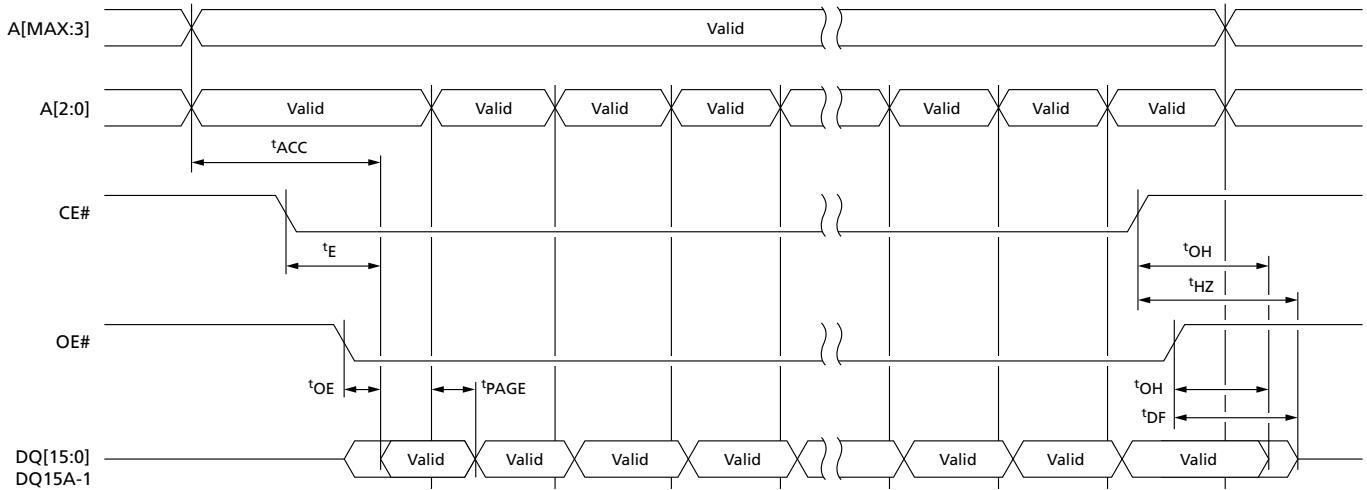 A[MAX:3]
Valid
A[2:0]
Valid Valid Valid Valid Valid Valid Valid
tACC
CE#
tE
tOH
tHZ
OE#
tOE
tPAGE
tOH
tDF
DQ[15:0]
DQ15A-1
Valid Valid Valid Valid Valid Valid Valid